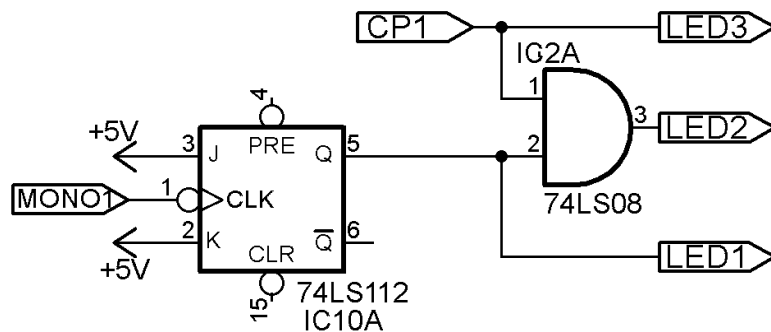 CP1
LED3
IC2A
1
4
3
LED2
+5V
3
J
PRE
Q
5
2
MONO1
1
CLK
74LS08
2
K
CLR
Q
6
+5V
LED1
15
74LS112
IC10A